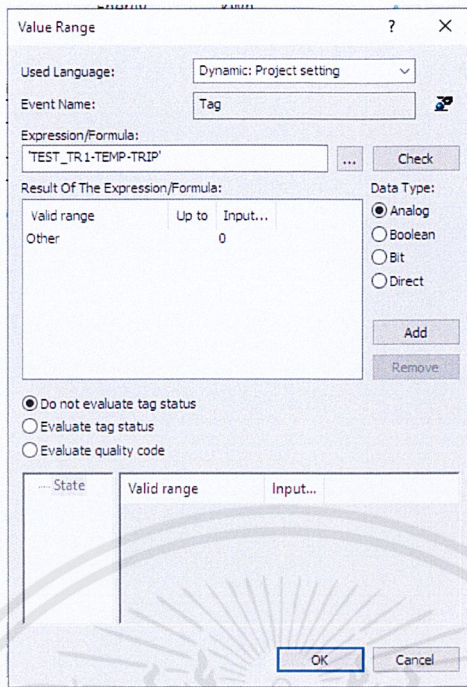 Value Range ? X
Used Language: Dynamic: Project setting
Event Name: Tag
Expression/Formula:
'TEST_TR1-TEMP-TRIP' ... Check
Result Of The Expression/Formula: Data Type:
Valid range Up to Input... Analog
Other 0 Boolean
Bit
Direct
Add
Remove
Do not evaluate tag status
Evaluate tag status
Evaluate quality code
State Valid range Input...
OK Cancel